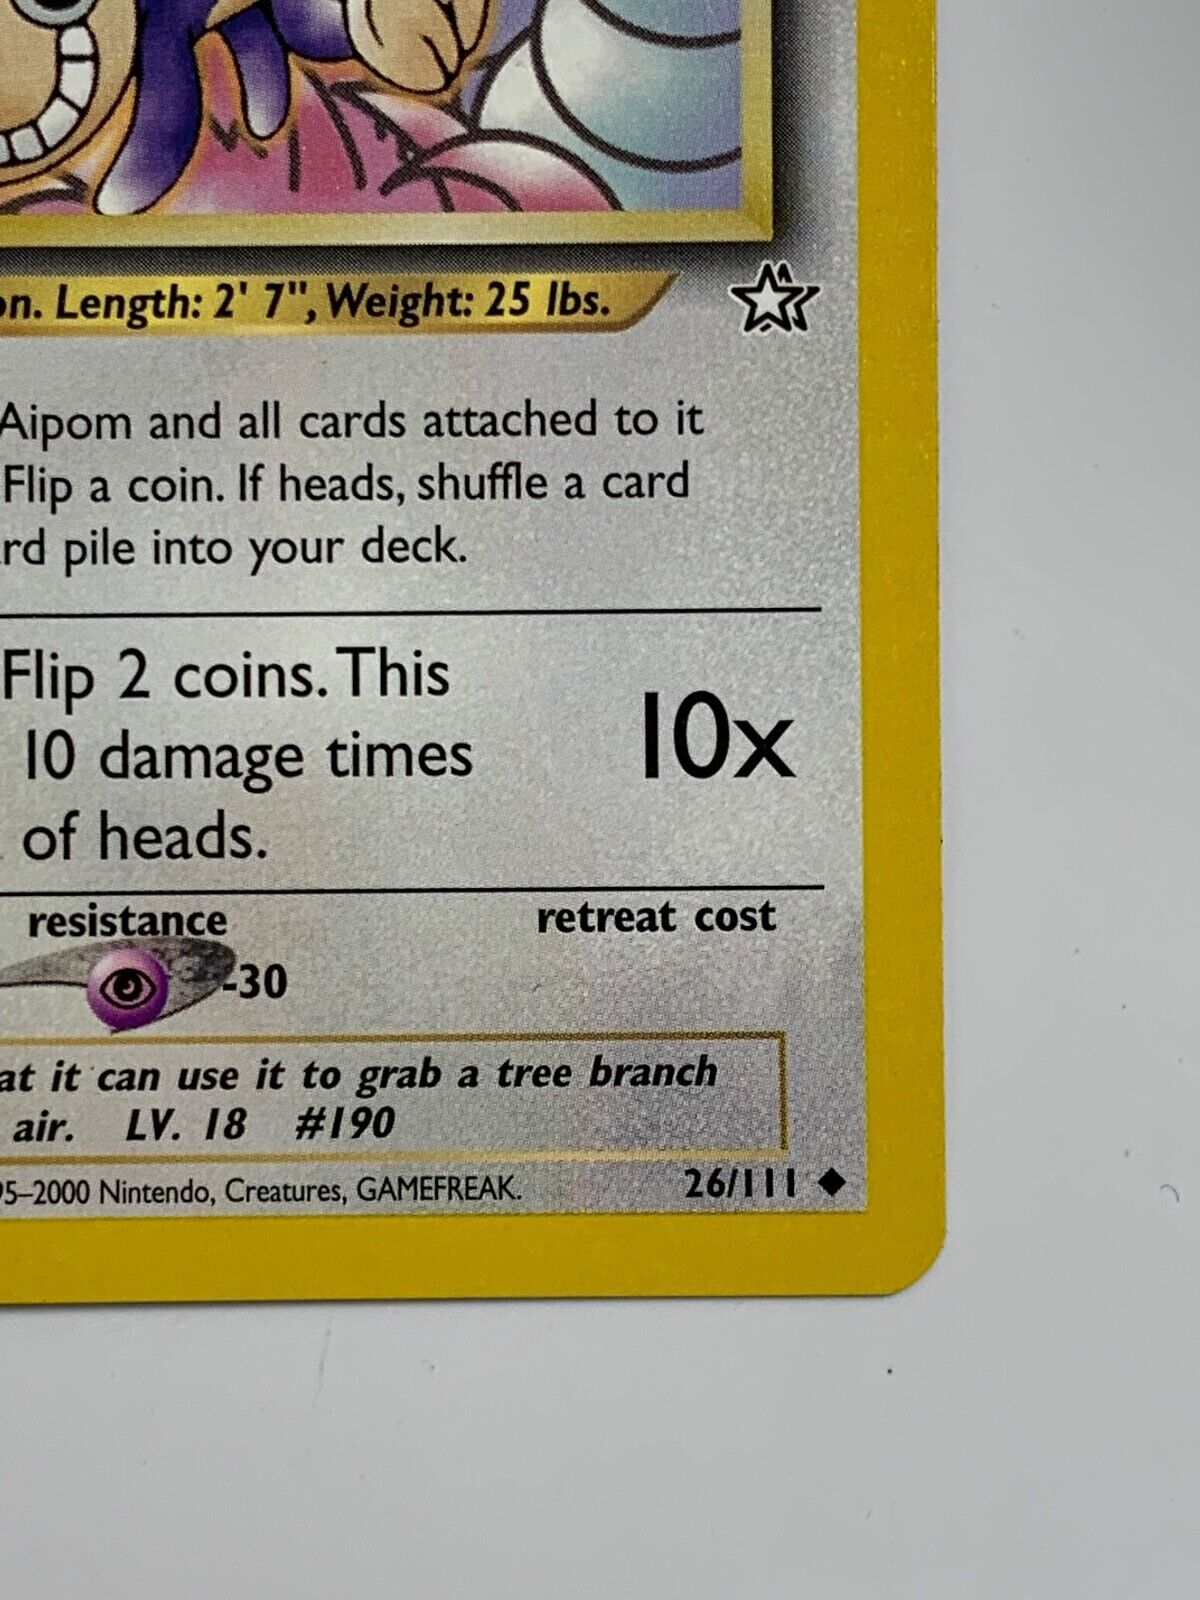 on. Length: 2' 7", Weight: 25 lbs.
Aipom and all cards attached to it
Flip a coin. If heads, shuffle a card
rd pile into your deck.
Flip 2 coins. This
10 damage times
of heads.
10x
resistance
retreat cost
-30
at it can use it to grab a tree branch
air. LV. 18 #190
95–2000 Nintendo, Creatures, GAMEFREAK.
26/111 ◆